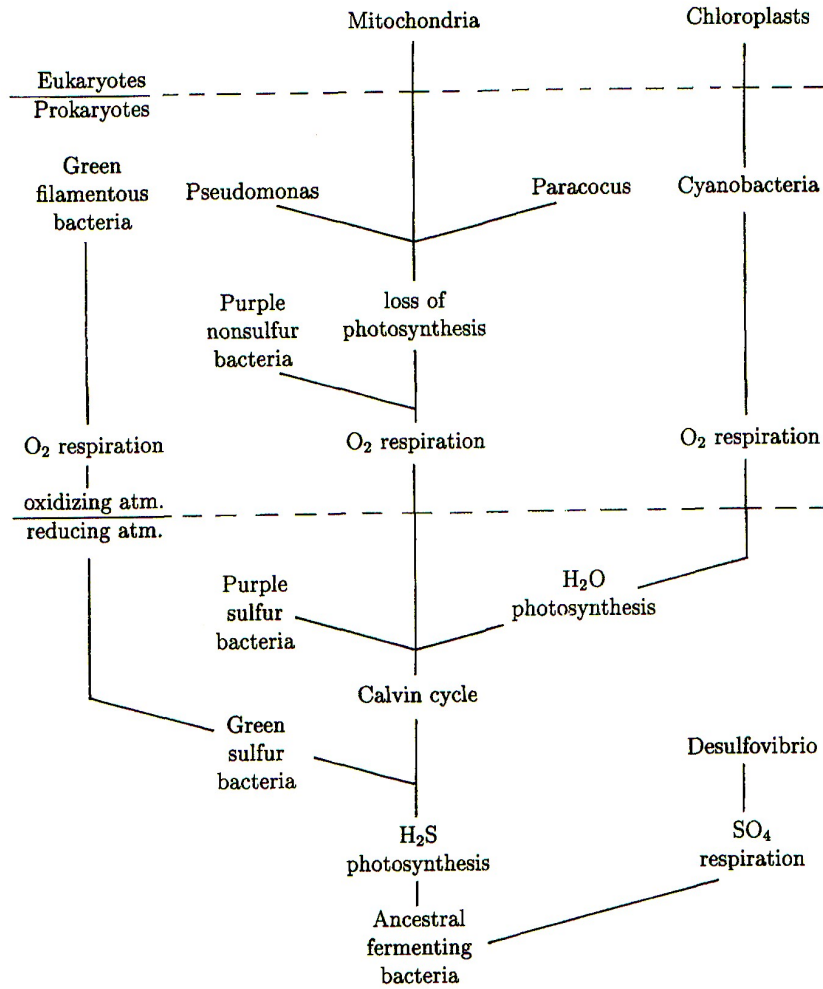 Mitochondria
Chloroplasts
Eukaryotes
Prokaryotes
Green
filamentous
bacteria
Pseudomonas
Paracocus
Cyanobacteria
Purple
nonsulfur
bacteria
loss of
photosynthesis
O₂ respiration
O₂ respiration
O₂ respiration
oxidizing atm.
reducing atm.
Purple
sulfur
bacteria
H₂O
photosynthesis
Calvin cycle
Green
sulfur
bacteria
Desulfovibrio
H₂S
photosynthesis
SO₄
respiration
Ancestral
fermenting
bacteria